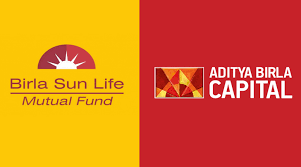 Birla Sun Life
Mutual Fund
ADITYA BIRLA
CAPITAL